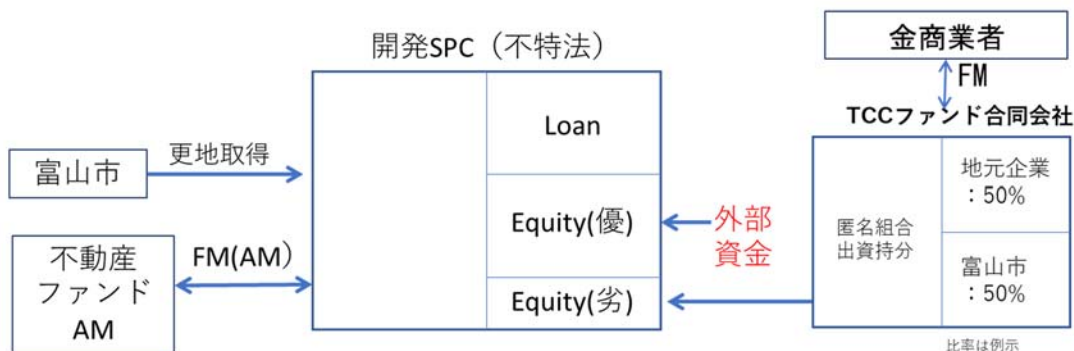 開発SPC（不特法）
金商業者
FM
TCCファンド合同会社
Loan
富山市
更地取得
地元企業
：50%
Equity(優)
外部
資金
匿名組合
出資持分
不動産
ファンド
AM
FM(AM）
富山市
：50%
Equity(劣)
比率は例示